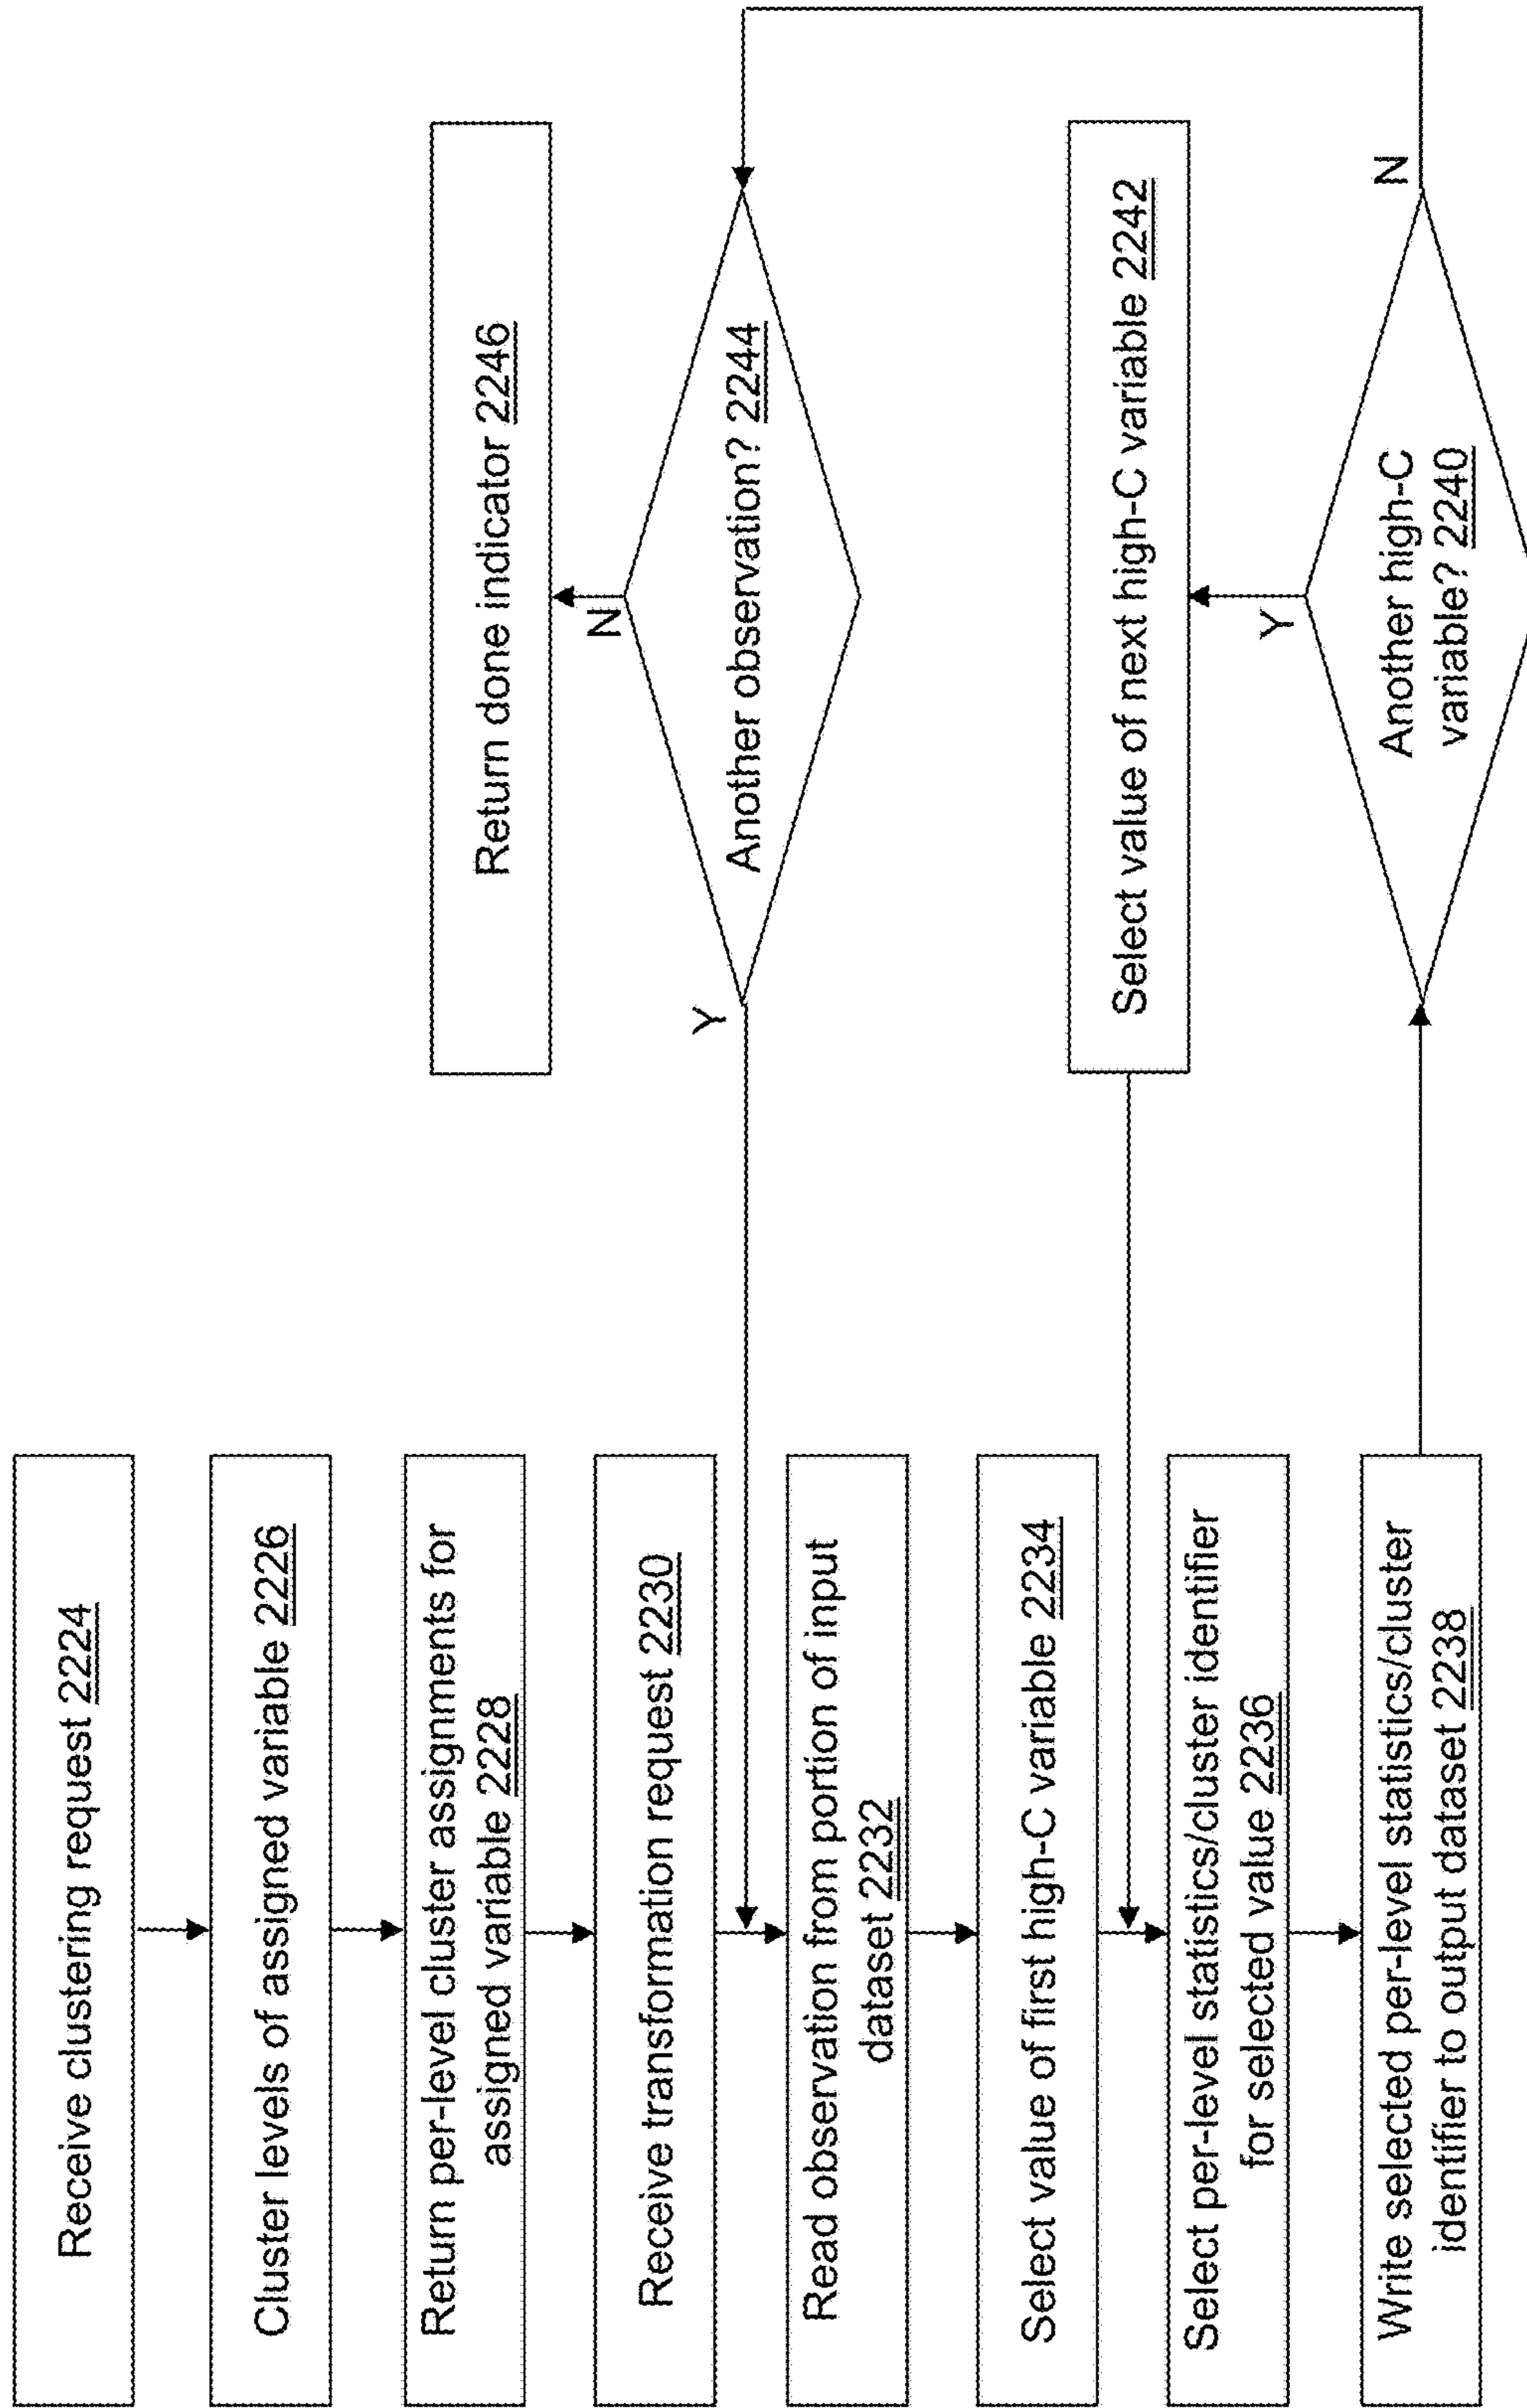 Receive clustering request 2224
Cluster levels of assigned variable 2226
Return per-level cluster assignments for
assigned variable 2228
Receive transformation request 2230
Read observation from portion of input
dataset 2232
Select value of first high-C variable 2234
Select per-level statistics/cluster identifier
for selected value 2236
Write selected per-level statistics/cluster
identifier to output dataset 2238
Return done indicator 2246
N
Another observation? 2244
Y
Select value of next high-C variable 2242
Y
Another high-C
variable? 2240
N